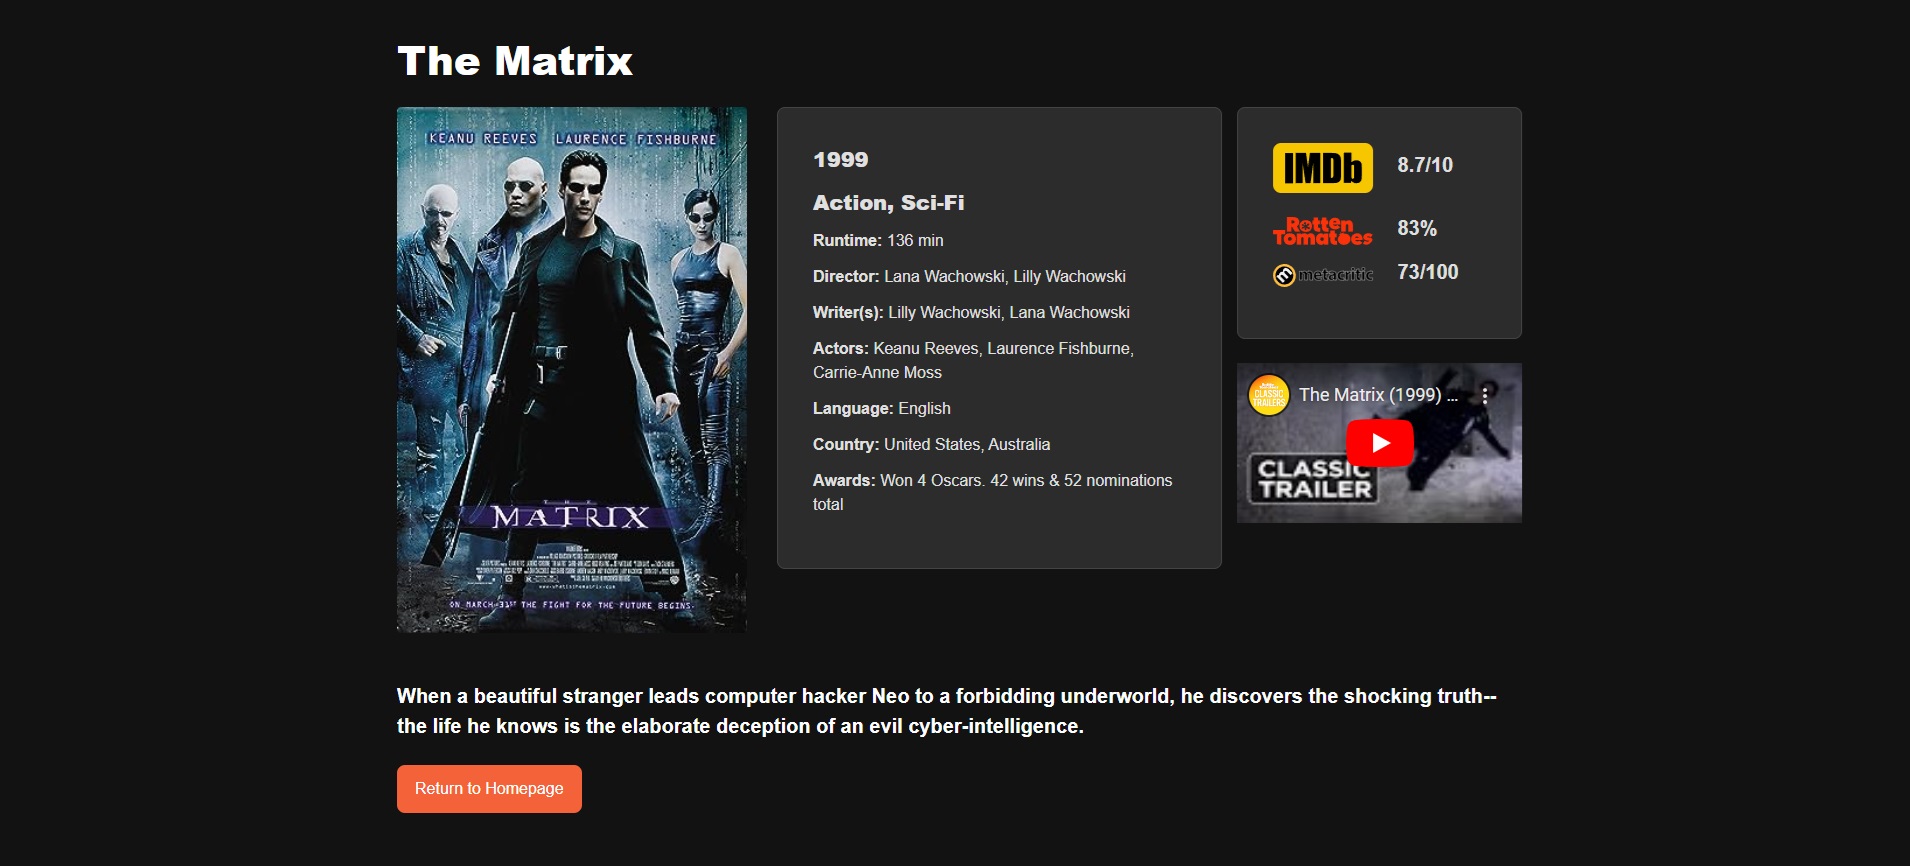 The Matrix
KEANU REEVES LAURENCE FISHBURNE
THE
MATRIX
ON MARCH 31ST THE FIGHT FOR THE FUTURE BEGINS.
1999
Action, Sci-Fi
Runtime: 136 min
Director: Lana Wachowski, Lilly Wachowski
Writer(s): Lilly Wachowski, Lana Wachowski
Actors: Keanu Reeves, Laurence Fishburne,
Carrie-Anne Moss
Language: English
Country: United States, Australia
Awards: Won 4 Oscars. 42 wins & 52 nominations
total
IMDb 8.7/10
Rotten
Tomatoes 83%
metacritic 73/100
CLASSIC
TRAILERS
The Matrix (1999) ...
CLASSIC
TRAILER
When a beautiful stranger leads computer hacker Neo to a forbidding underworld, he discovers the shocking truth--
the life he knows is the elaborate deception of an evil cyber-intelligence.
Return to Homepage